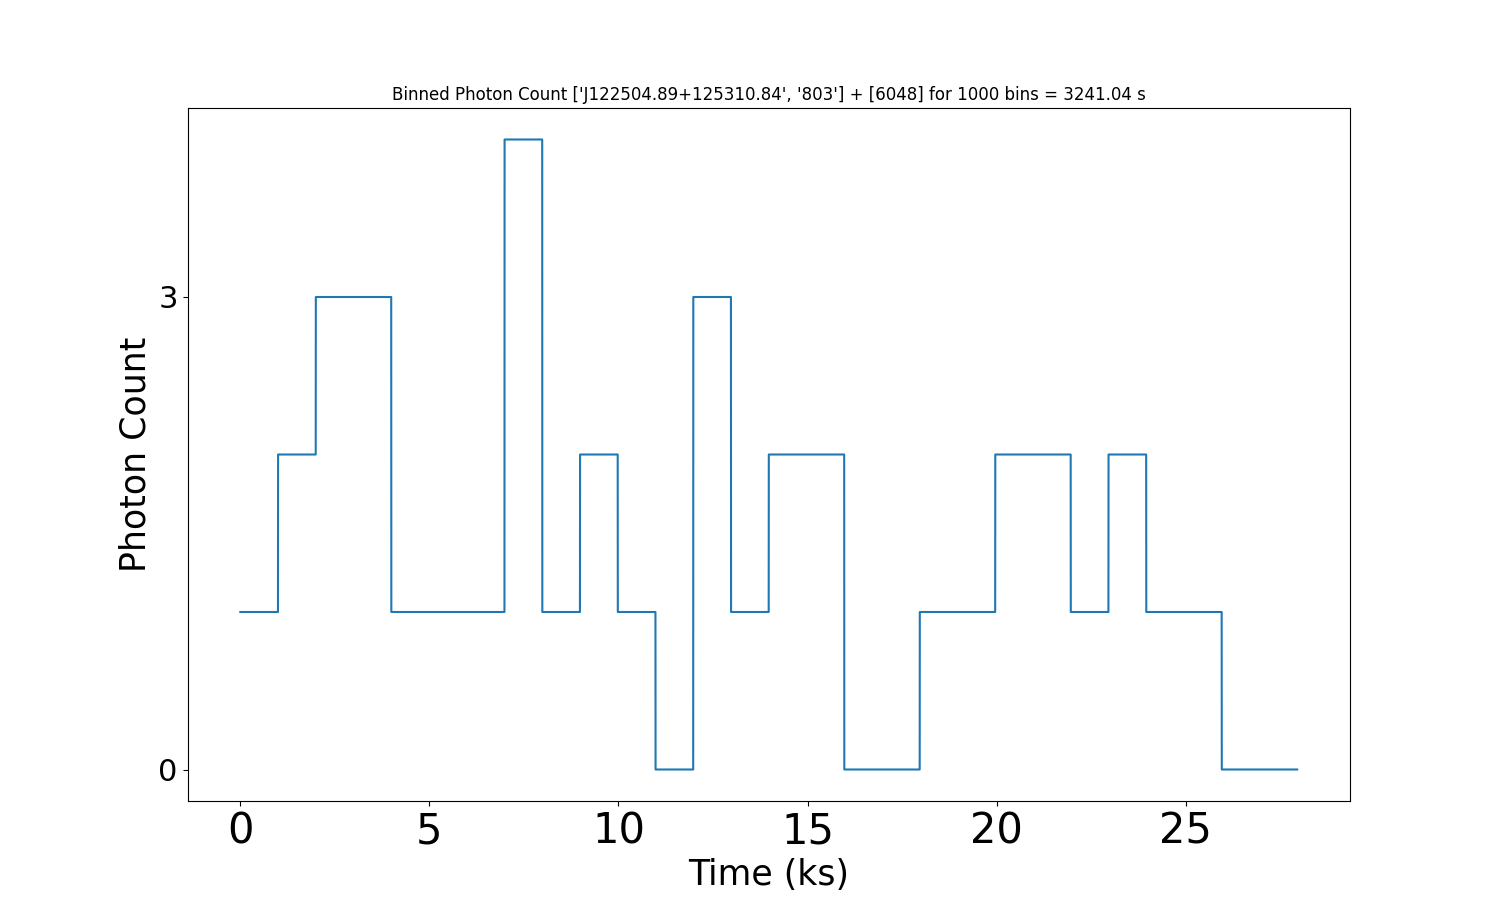 Binned Photon Count ['J122504.89+125310.84', '803'] + [6048] for 1000 bins = 3241.04 s
Photon Count
3
0
0 5 10 15 20 25
Time (ks)